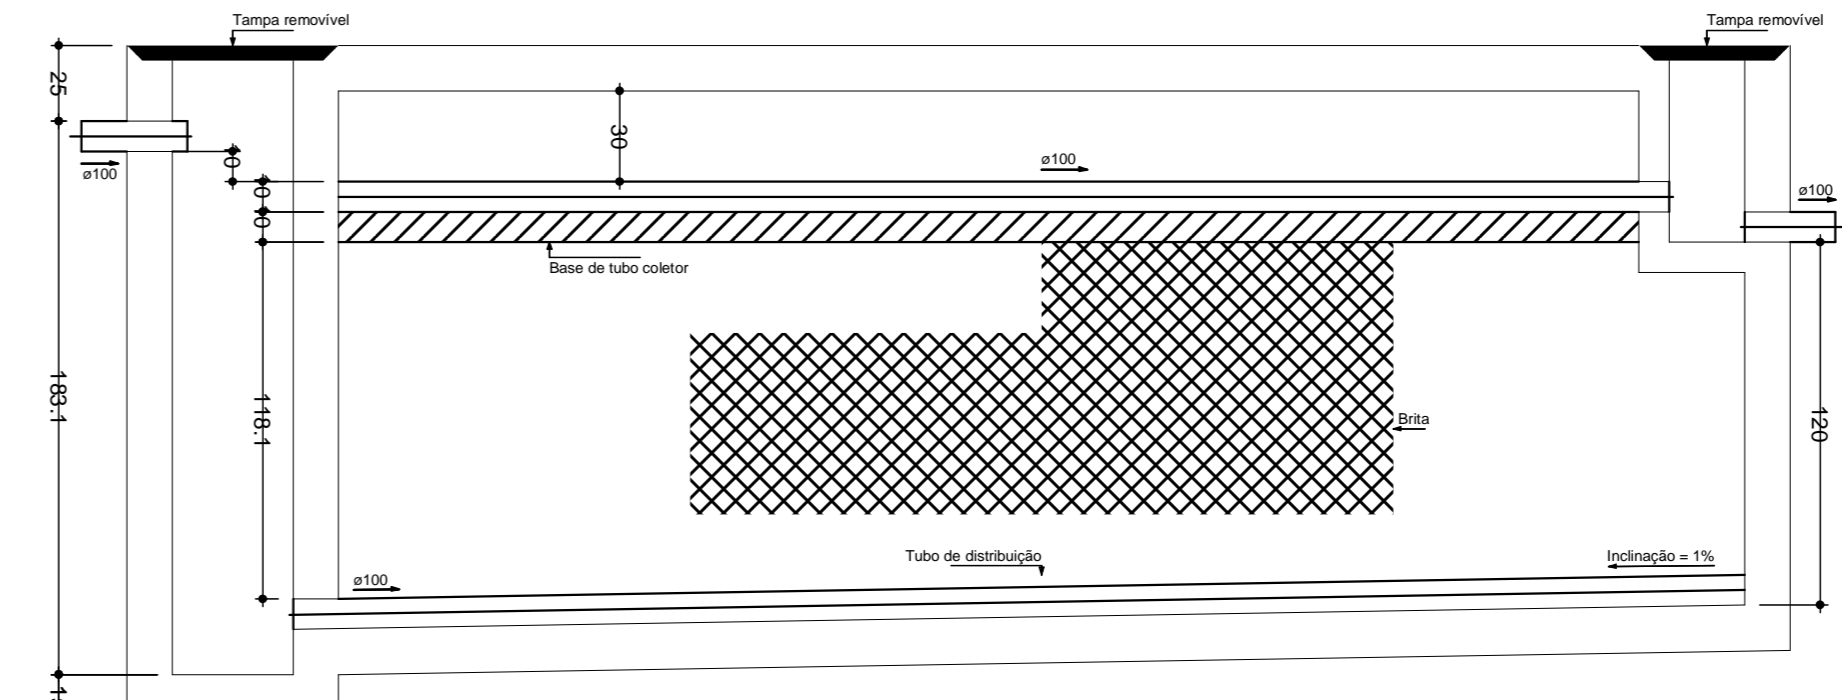 Tampa removível
Tampa removível
25
30
10
ø100
ø100
ø100
10
10
Base de tubo coletor
183.1
118.1
Brita
120
Tubo de distribuição
Inclinação = 1%
ø100